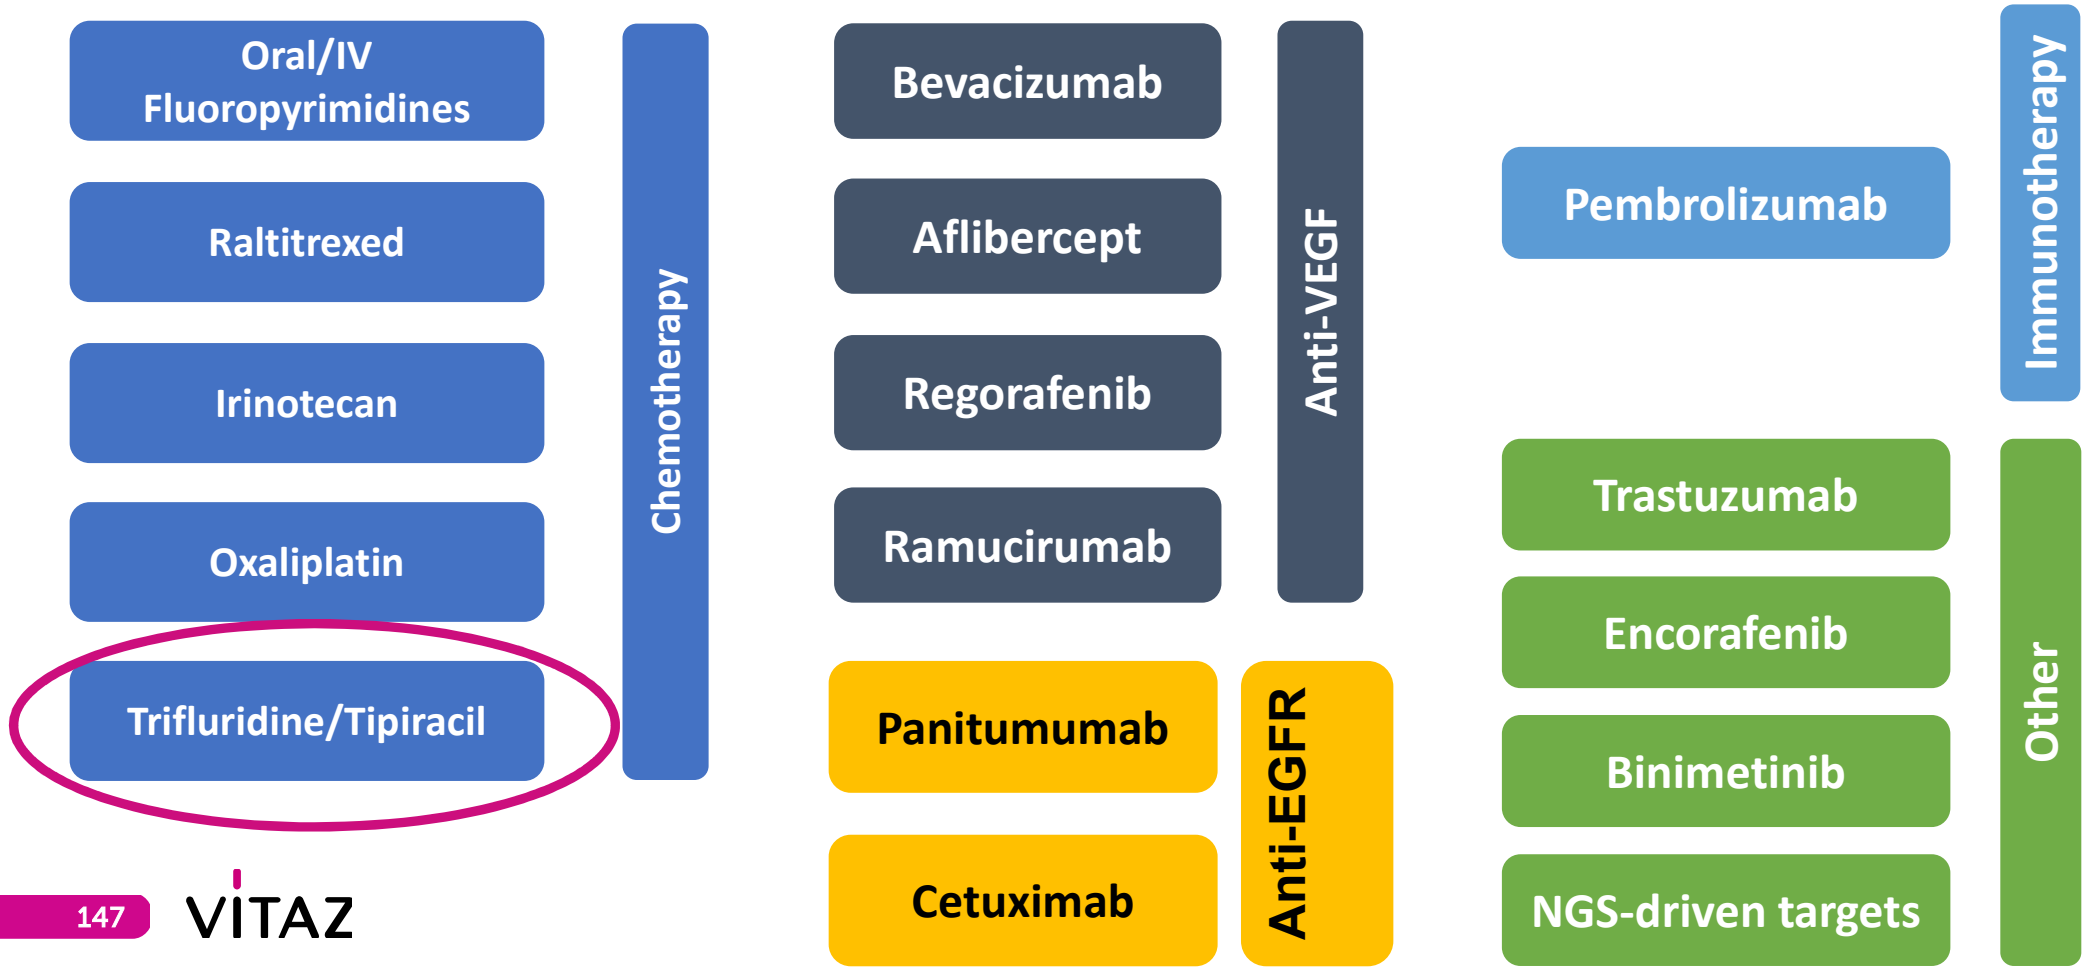 Oral/IV
Fluoropyrimidines
Raltitrexed
Irinotecan
Oxaliplatin
Trifluridine/Tipiracil
Chemotherapy
Bevacizumab
Aflibercept
Regorafenib
Ramucirumab
Anti-VEGF
Panitumumab
Cetuximab
Anti-EGFR
Pembrolizumab
Immunotherapy
Trastuzumab
Encorafenib
Binimetinib
NGS-driven targets
Other
147
VITAZ